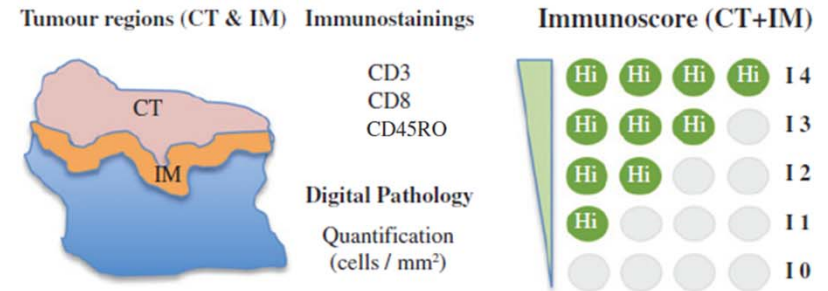 Tumour regions (CT & IM)
Immunostainings
Immunoscore (CT+IM)
CT
IM
CD3
CD8
CD45RO
Digital Pathology
Quantification
(cells / mm²)
Hi Hi Hi Hi I 4
Hi Hi Hi I 3
Hi Hi I 2
Hi I 1
I 0